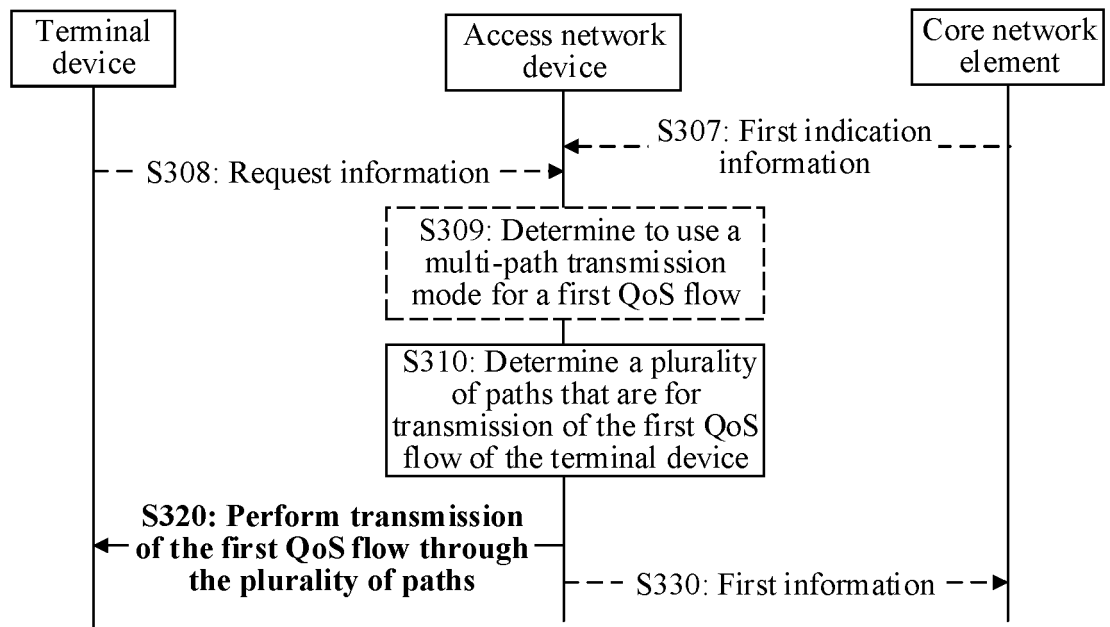 Terminal
device
Access network
device
Core network
element
S307: First indication
information
S308: Request information
S309: Determine to use a
multi-path transmission
mode for a first QoS flow
S310: Determine a plurality
of paths that are for
transmission of the first QoS
flow of the terminal device
S320: Perform transmission
of the first QoS flow through
the plurality of paths
S330: First information